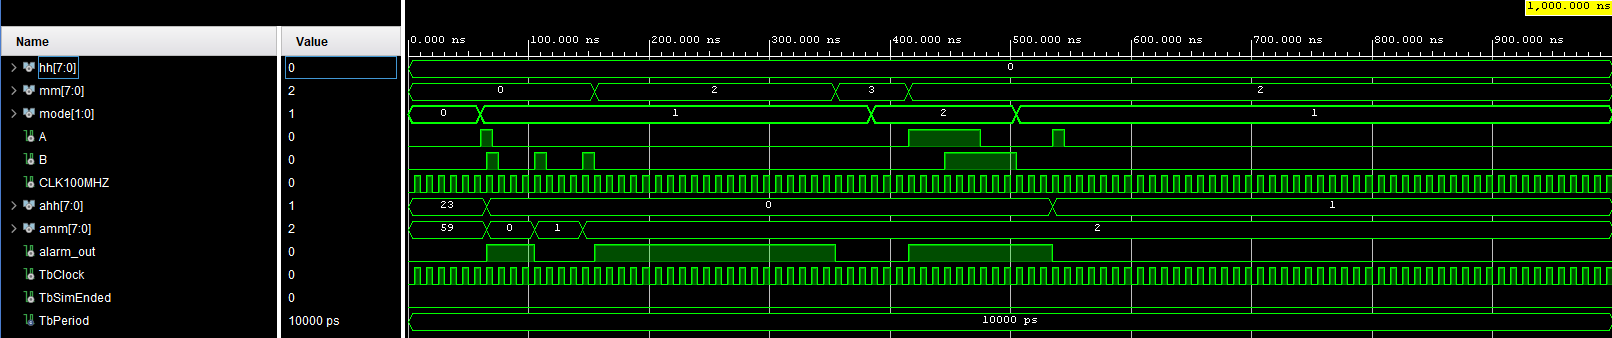 1,000.000 ns
Name Value 0.000 ns 100.000 ns 200.000 ns 300.000 ns 400.000 ns 500.000 ns 600.000 ns 700.000 ns 800.000 ns 900.000 ns
hh[7:0] 0 0
mm[7:0] 2 0 2 3 2
mode[1:0] 1 0 1 2 1
A 0
B 0
CLK100MHZ 0
ahh[7:0] 1 23 0 1
amm[7:0] 2 59 0 1 2
alarm_out 0
TbClock 0
TbSimEnded 0
TbPeriod 10000 ps 10000 ps